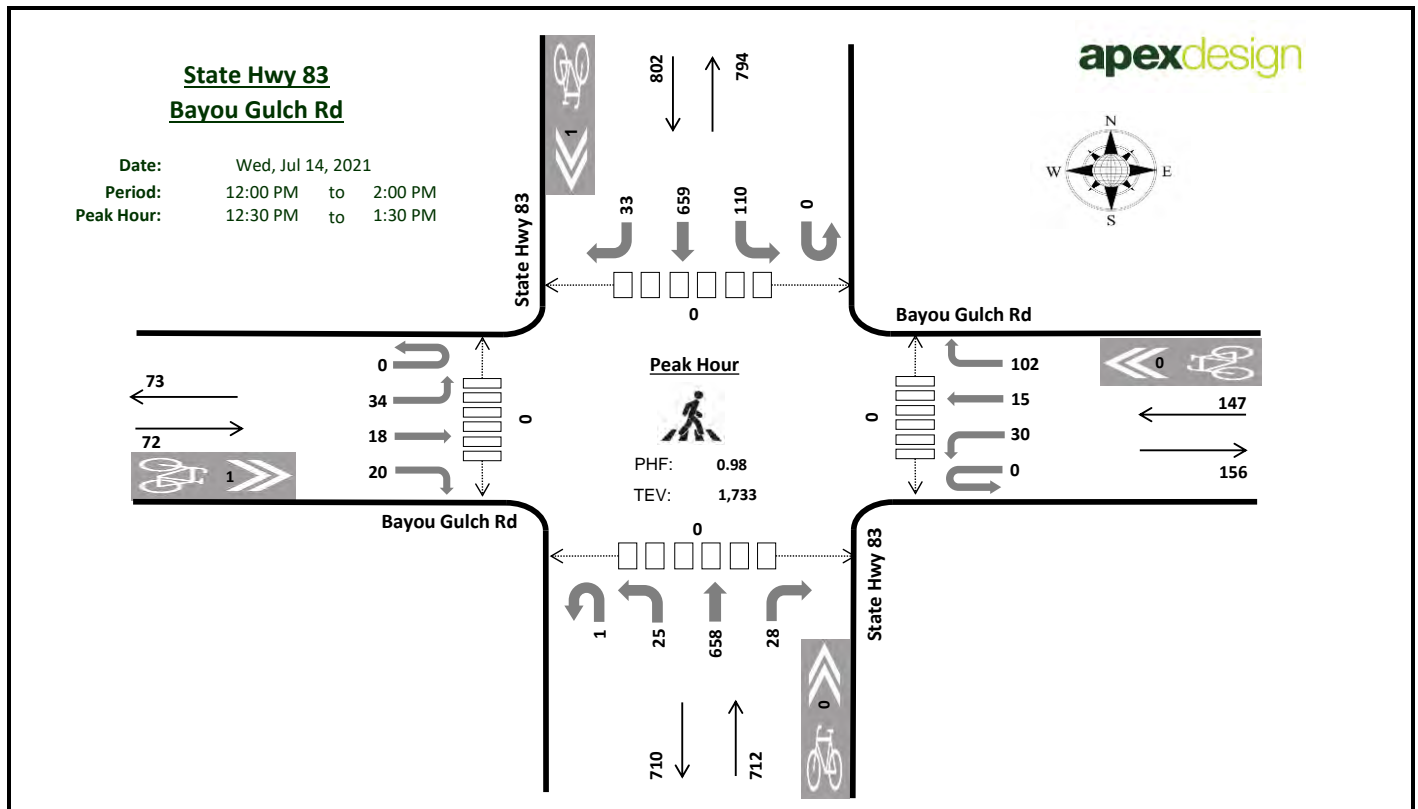 State Hwy 83
Bayou Gulch Rd
Date: Wed, Jul 14, 2021
Period: 12:00 PM to 2:00 PM
Peak Hour: 12:30 PM to 1:30 PM
apexdesign
N
W E
S
802 794
1
33 659 110 0
State Hwy 83
0
Bayou Gulch Rd
0
34
18
20
73
72
1
0
Bayou Gulch Rd
Peak Hour
PHF: 0.98
TEV: 1,733
0
0
102
15
30
0
0
147
156
1 25 658 28
State Hwy 83
0
710 712